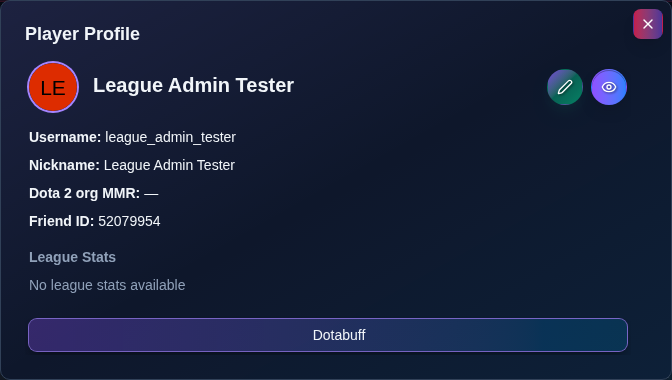 Player Profile
LE
League Admin Tester
Username: league_admin_tester
Nickname: League Admin Tester
Dota 2 org MMR: —
Friend ID: 52079954
League Stats
No league stats available
Dotabuff